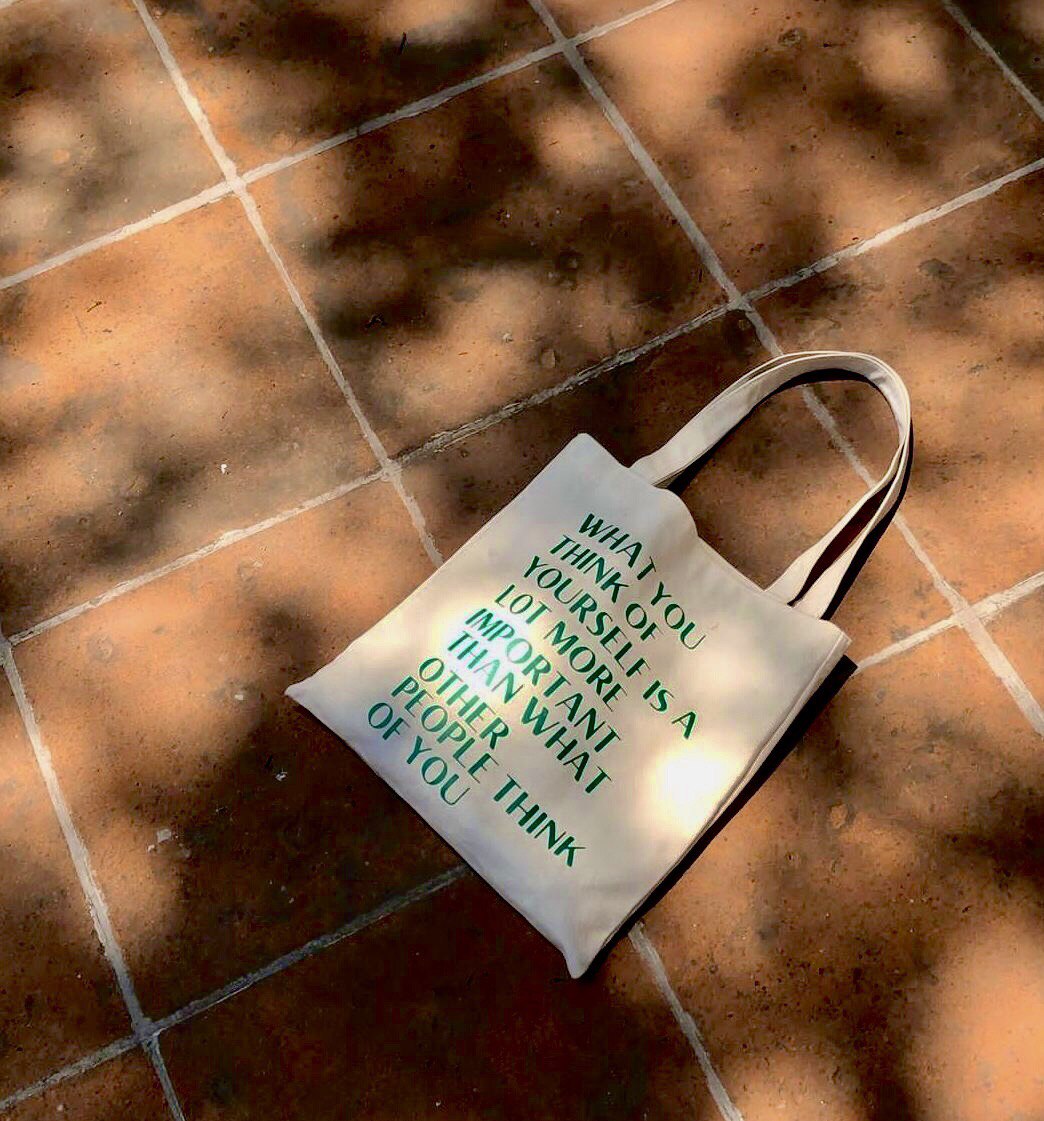 WHAT YOU
THINK OF
YOURSELF IS A
LOT MORE
IMPORTANT
THAN WHAT
OTHER
PEOPLE THINK
OF YOU